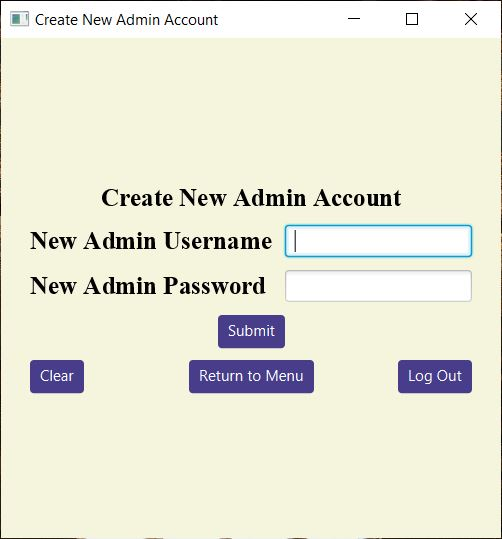 Create New Admin Account
Create New Admin Account
New Admin Username
New Admin Password
Submit
Clear Return to Menu Log Out